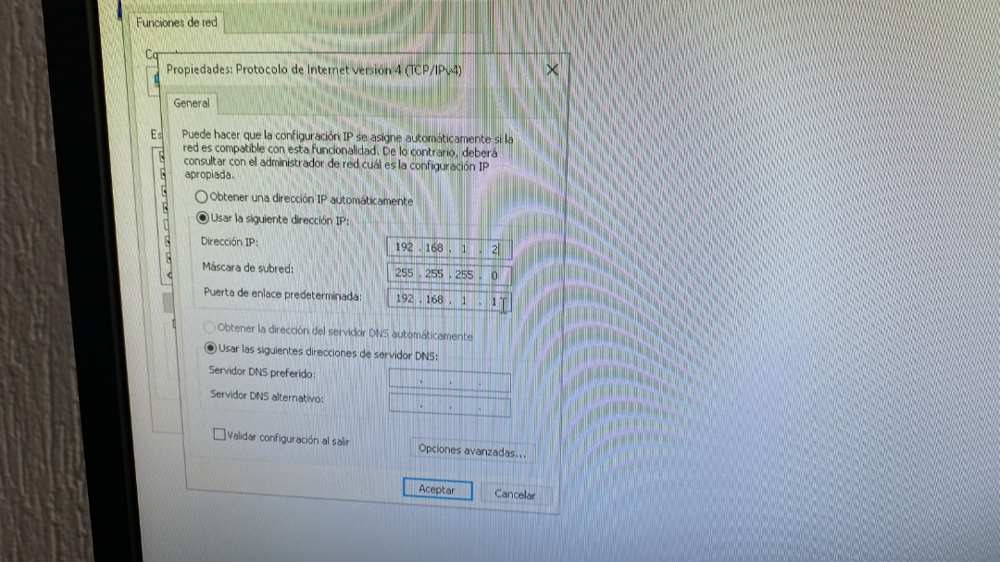 Funciones de red
Co
Propiedades: Protocolo de Internet versión 4 (TCP/IPv4)
General
Es
Puede hacer que la configuración IP se asigne automáticamente si la
red es compatible con esta funcionalidad. De lo contrario, deberá
consultar con el administrador de red cuál es la configuración IP
apropiada.
Obtener una dirección IP automáticamente
Usar la siguiente dirección IP:
Dirección IP: 192 . 168 . 1 . 2
Máscara de subred: 255 . 255 . 255 . 0
Puerta de enlace predeterminada: 192 . 168 . 1 . 1
Obtener la dirección del servidor DNS automáticamente
Usar las siguientes direcciones de servidor DNS:
Servidor DNS preferido: . . .
Servidor DNS alternativo: . . .
Validar configuración al salir
Opciones avanzadas...
Aceptar Cancelar